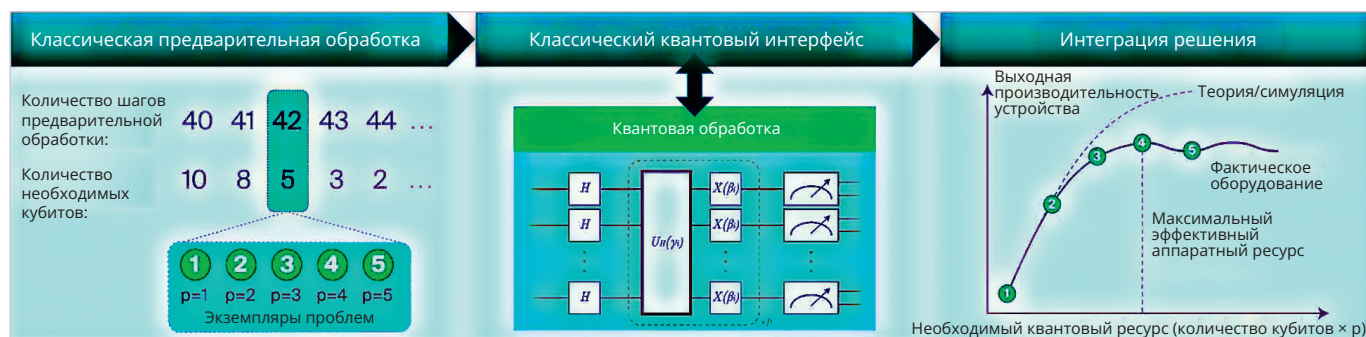 Классическая предварительная обработка
Классический квантовый интерфейс
Интеграция решения
Количество шагов
предварительной
обработки:
40 41 42 43 44 ...
Количество
необходимых
кубитов:
10 8 5 3 2 ...
1 2 3 4 5
p=1 p=2 p=3 p=4 p=5
Экземпляры проблем
Квантовая обработка
H X(βᵢ)
H X(βᵢ)
Uн(γᵢ)
H X(βᵢ)
Выходная
производительность
устройства
Теория/симуляция
1 2 3 4 5
Фактическое
оборудование
Максимальный
эффективный
аппаратный ресурс
Необходимый квантовый ресурс (количество кубитов × p)